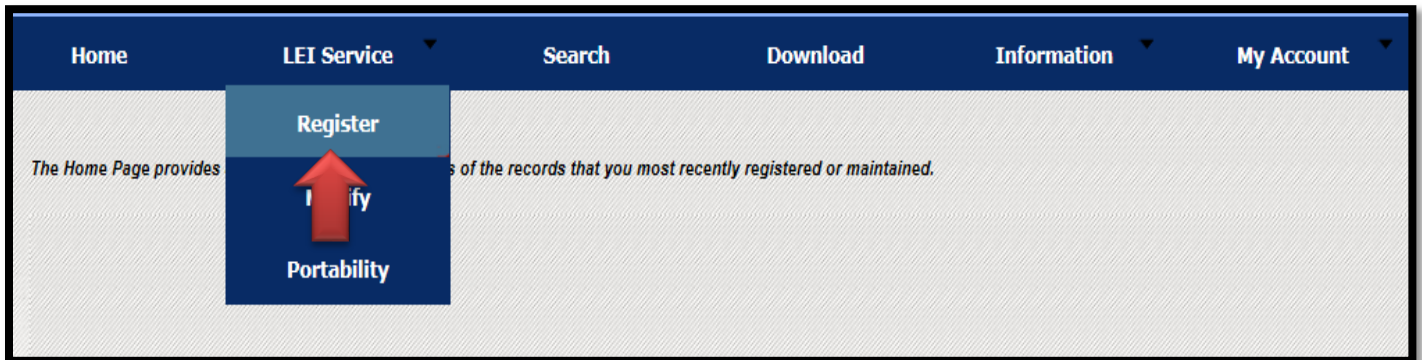 Home LEI Service Search Download Information My Account
Register
The Home Page provides s of the records that you most recently registered or maintained.
Portability